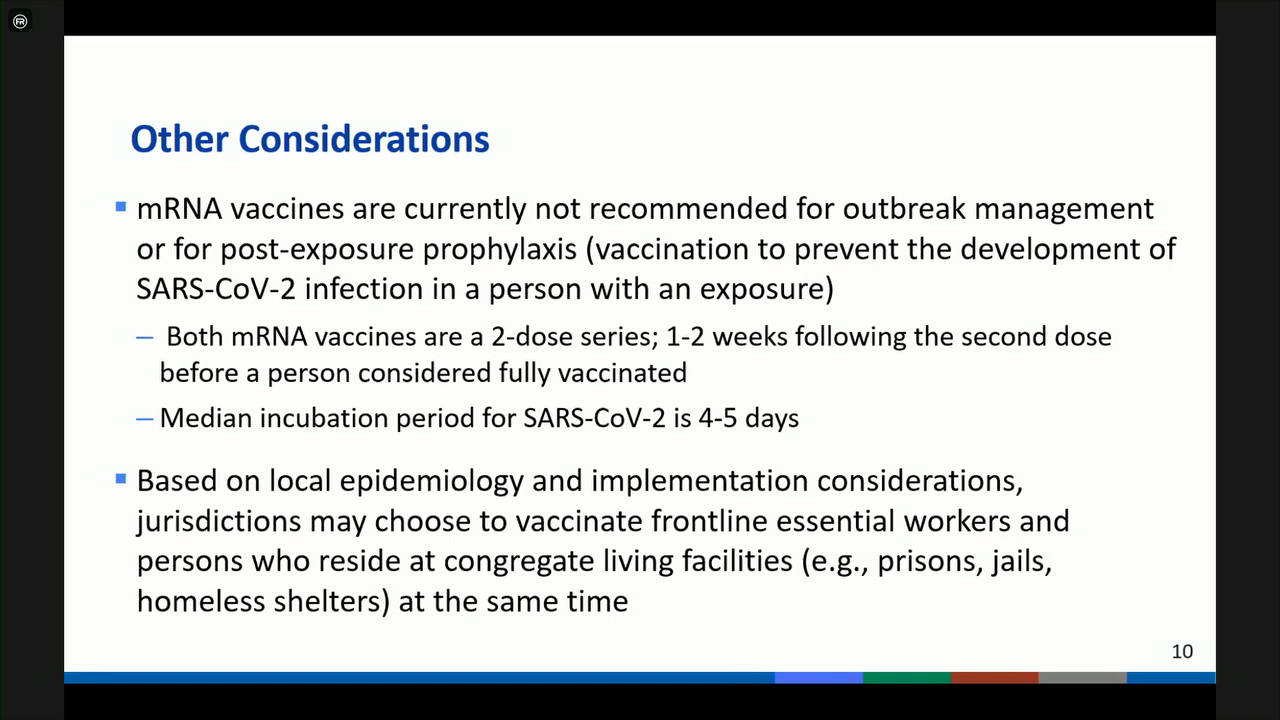 FR
Other Considerations
▪ mRNA vaccines are currently not recommended for outbreak management
or for post-exposure prophylaxis (vaccination to prevent the development of
SARS-CoV-2 infection in a person with an exposure)
– Both mRNA vaccines are a 2-dose series; 1-2 weeks following the second dose
before a person considered fully vaccinated
– Median incubation period for SARS-CoV-2 is 4-5 days
▪ Based on local epidemiology and implementation considerations,
jurisdictions may choose to vaccinate frontline essential workers and
persons who reside at congregate living facilities (e.g., prisons, jails,
homeless shelters) at the same time
10